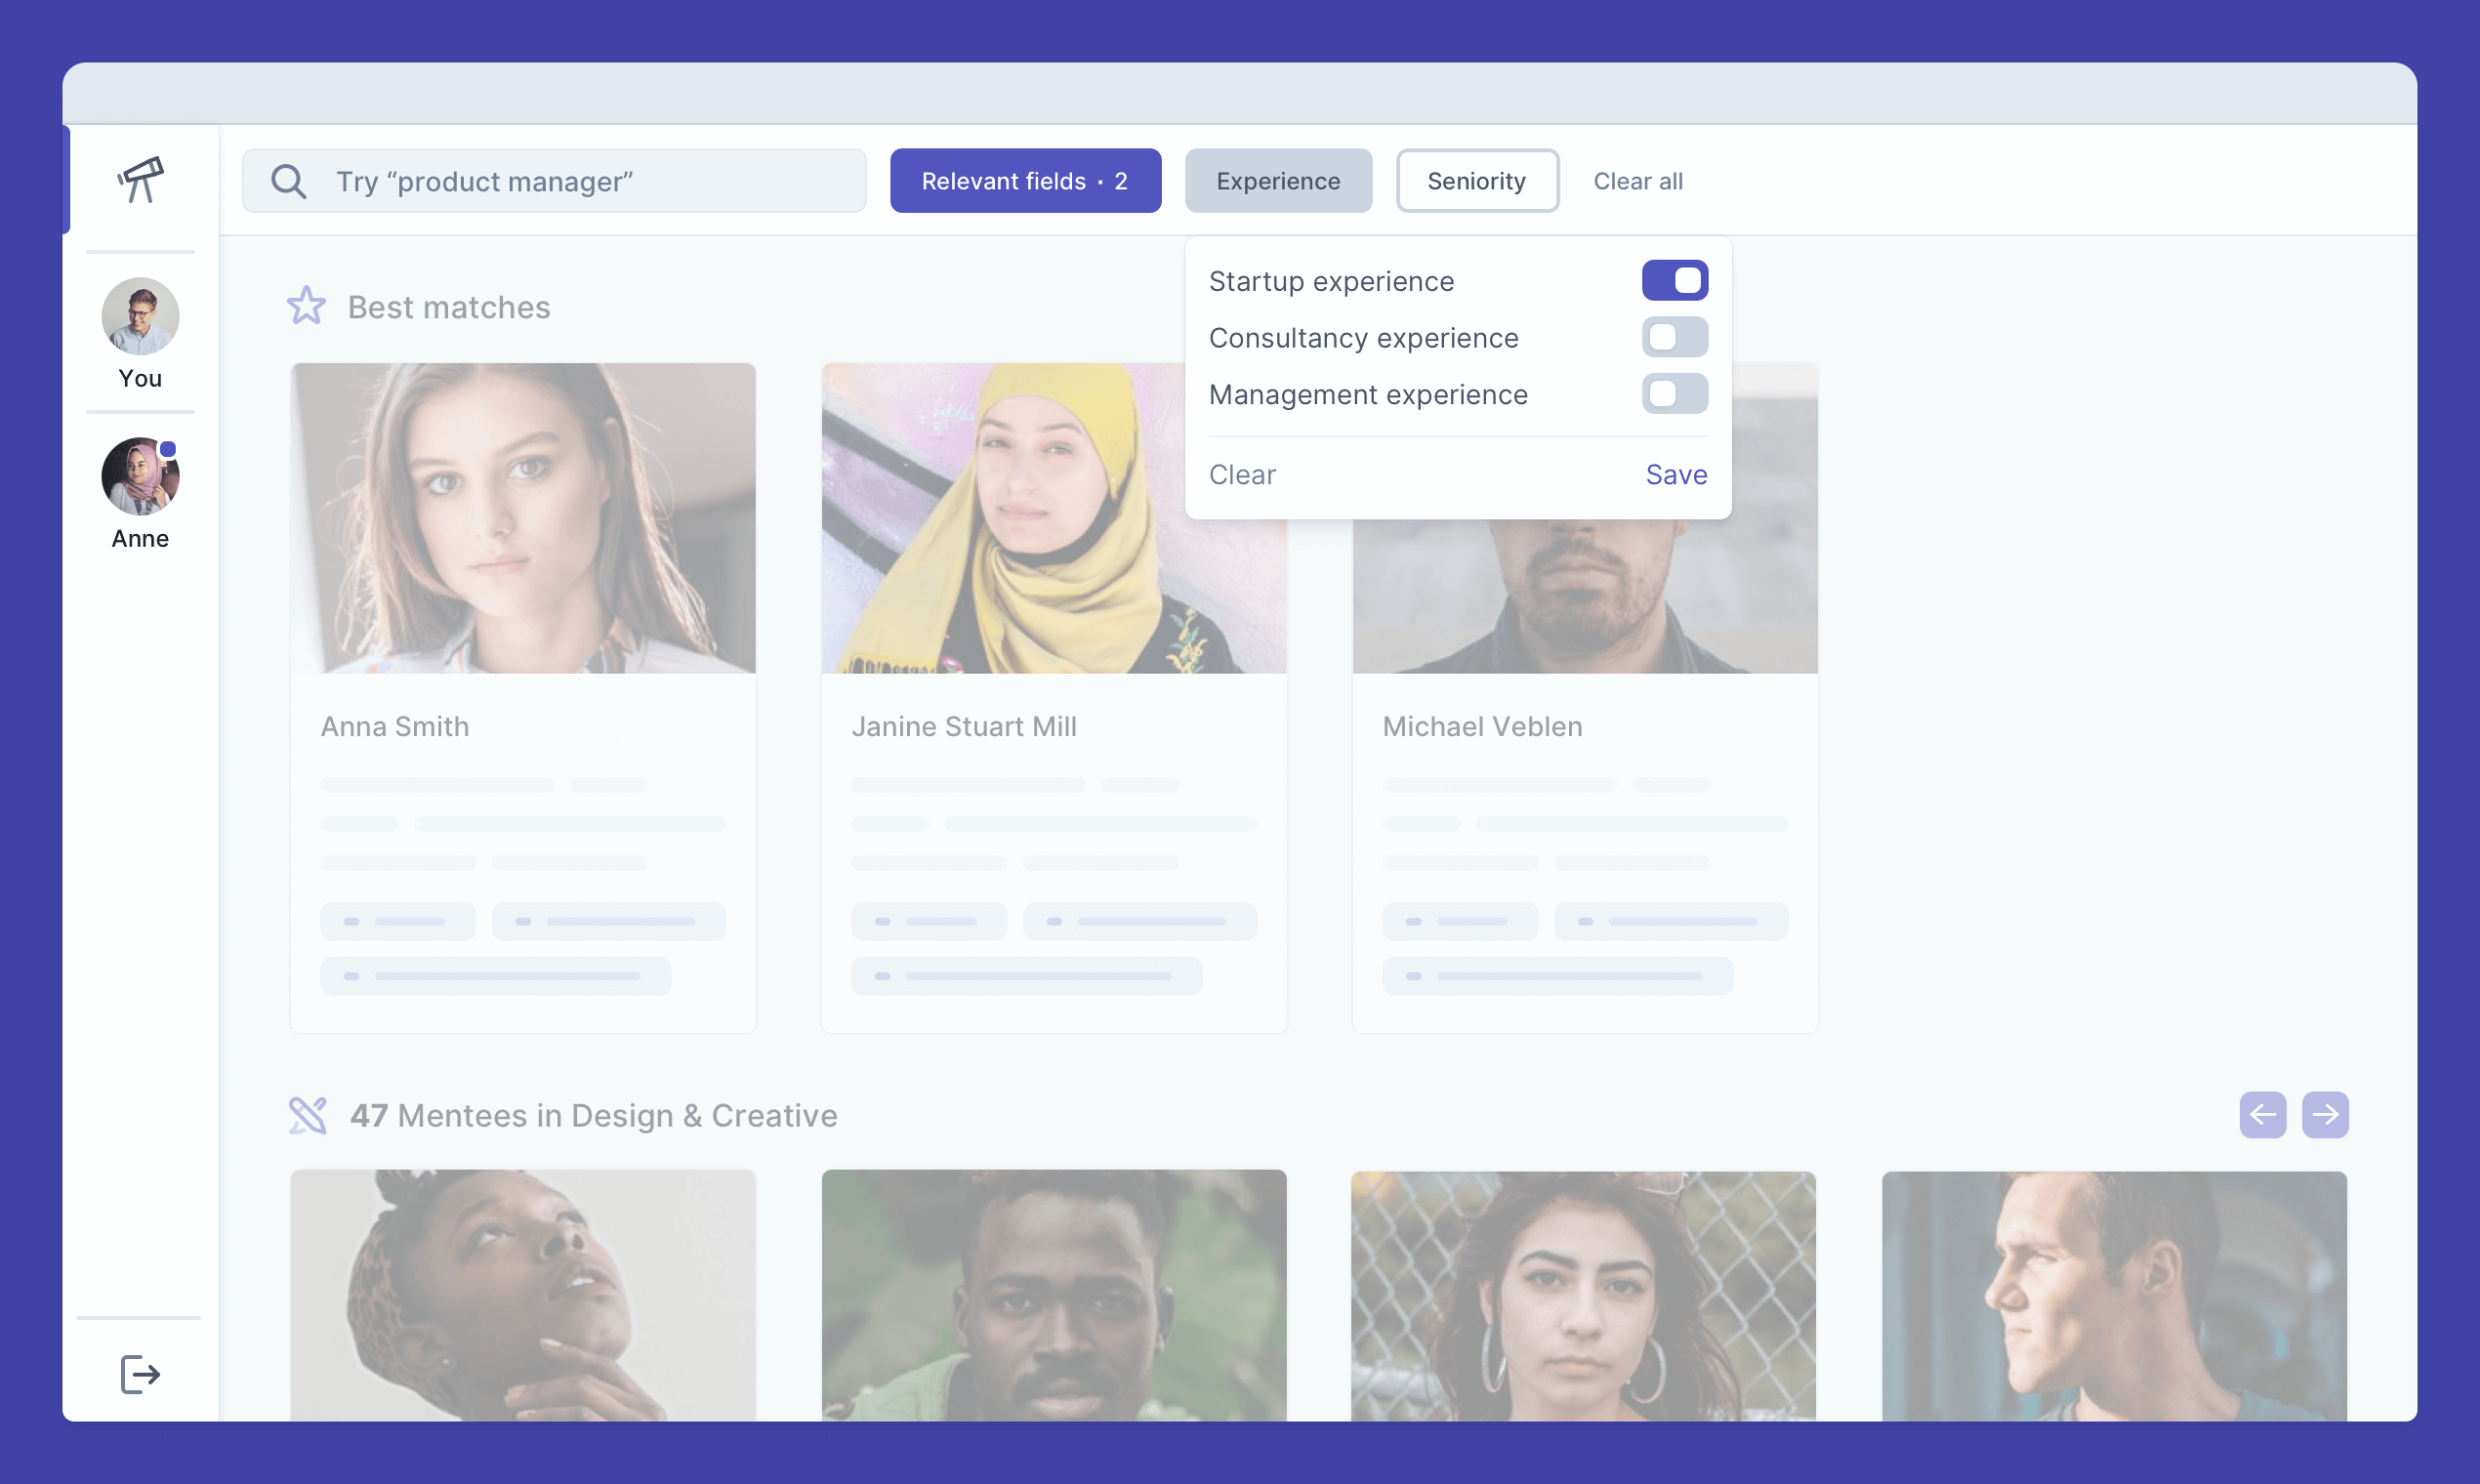 Try “product manager”
Relevant fields · 2
Experience
Seniority
Clear all
You
Anne
Startup experience
Consultancy experience
Management experience
Clear
Save
Best matches
Anna Smith
Janine Stuart Mill
Michael Veblen
47 Mentees in Design & Creative